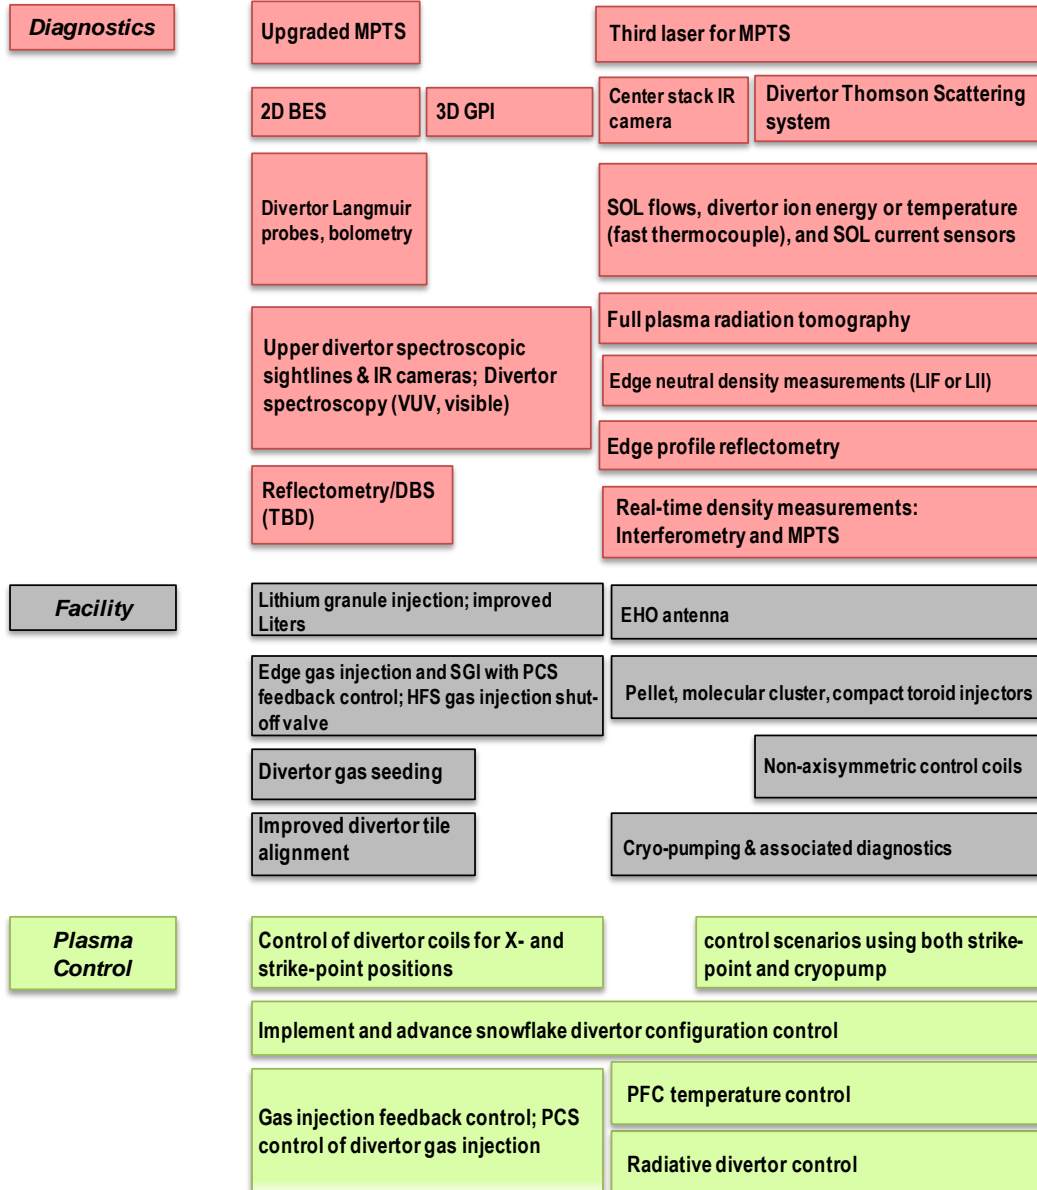 Diagnostics
Upgraded MPTS
Third laser for MPTS
2D BES
3D GPI
Center stack IR
camera
Divertor Thomson Scattering
system
Divertor Langmuir
probes, bolometry
SOL flows, divertor ion energy or temperature
(fast thermocouple), and SOL current sensors
Upper divertor spectroscopic
sightlines & IR cameras; Divertor
spectroscopy (VUV, visible)
Full plasma radiation tomography
Edge neutral density measurements (LIF or LII)
Edge profile reflectometry
Reflectometry/DBS
(TBD)
Real-time density measurements:
Interferometry and MPTS
Facility
Lithium granule injection; improved
Liters
EHO antenna
Edge gas injection and SGI with PCS
feedback control; HFS gas injection shut-
off valve
Pellet, molecular cluster, compact toroid injectors
Divertor gas seeding
Non-axisymmetric control coils
Improved divertor tile
alignment
Cryo-pumping & associated diagnostics
Plasma
Control
Control of divertor coils for X- and
strike-point positions
control scenarios using both strike-
point and cryopump
Implement and advance snowflake divertor configuration control
Gas injection feedback control; PCS
control of divertor gas injection
PFC temperature control
Radiative divertor control